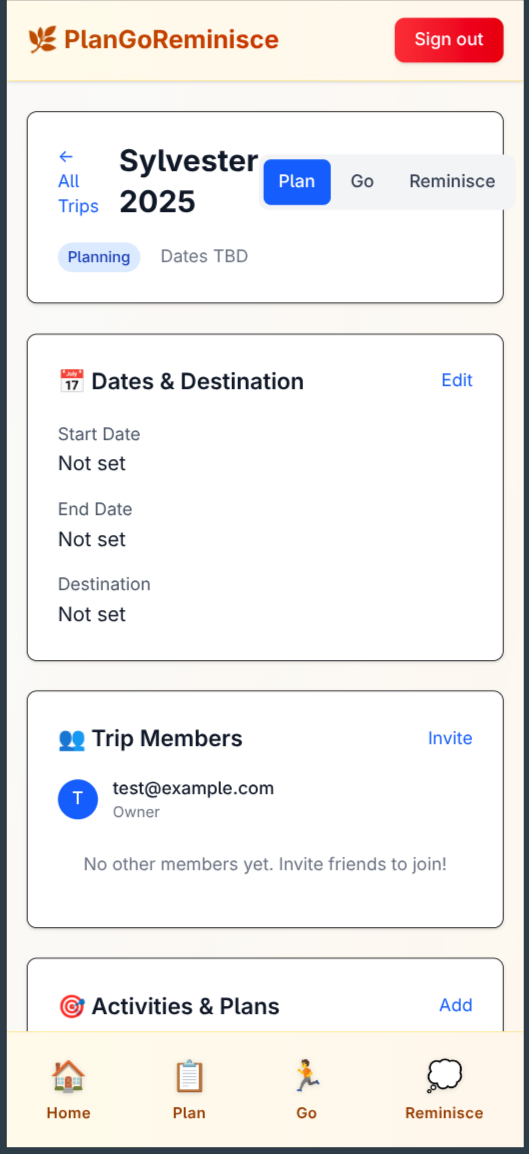 PlanGoReminisce
Sign out
← All Trips
Sylvester 2025
Plan
Go
Reminisce
Planning
Dates TBD
July 17
Dates & Destination
Edit
Start Date
Not set
End Date
Not set
Destination
Not set
Trip Members
Invite
T
test@example.com
Owner
No other members yet. Invite friends to join!
Activities & Plans
Add
Home
Plan
Go
Reminisce